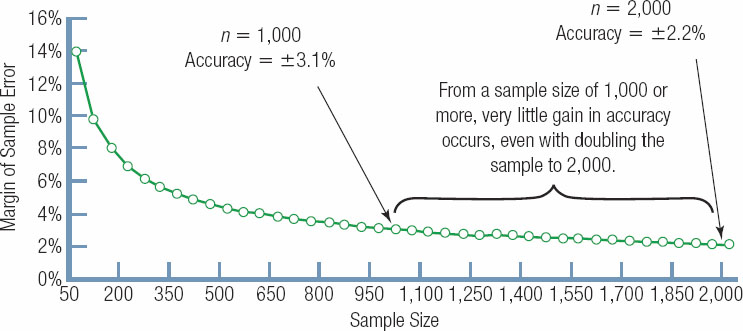 16%
14%
12%
10%
8%
6%
4%
2%
0%
Margin of Sample Error
n = 1,000
Accuracy = ±3.1%
n = 2,000
Accuracy = ±2.2%
From a sample size of 1,000 or
more, very little gain in accuracy
occurs, even with doubling the
sample to 2,000.
50 200 350 500 650 800 950 1,100 1,250 1,400 1,550 1,700 1,850 2,000
Sample Size